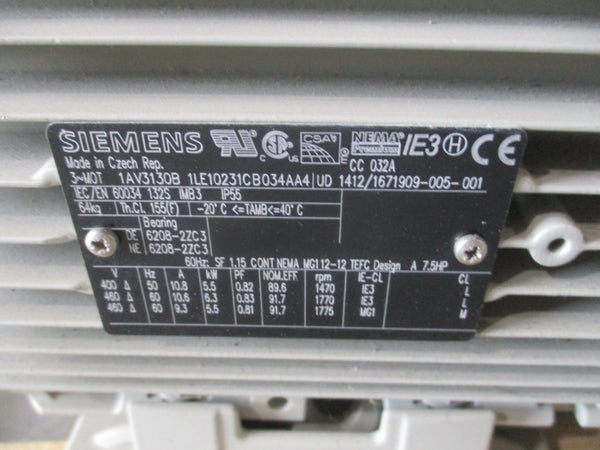 SIEMENS UR CSA NEMA Premium IE3 H CE
Made in Czech Rep. CC 032A
3~MOT 1AV3130B 1LE10231CB034AA4 UD 1412/1671909-005-001
IEC/EN 60034 132S IMB3 IP55
64kg Th.Cl. 155(F) -20°C <=TAMB<=40°C
Bearing
DE 6208-2ZC3
NE 6208-2ZC3
60Hz: SF 1.15 CONT NEMA MG1 12-12 TEFC Design A 7.5HP
V Hz A kW PF NOM.EFF rpm IE-CL CL
400 Δ 50 10.8 5.5 0.82 89.6 1470 IE3 L
460 Δ 60 10.6 6.3 0.83 91.7 1770 IE3 L
460 Δ 60 9.3 5.5 0.81 91.7 1775 MG1 M